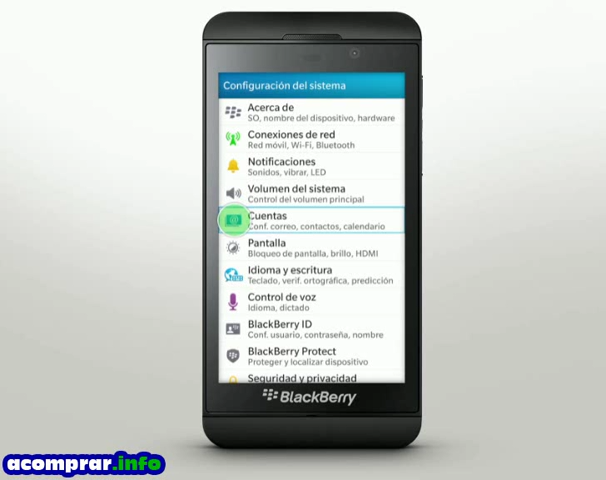 Configuración del sistema
Acerca de
SO, nombre del dispositivo, hardware
Conexiones de red
Red móvil, Wi-Fi, Bluetooth
Notificaciones
Sonidos, vibrar, LED
Volumen del sistema
Control del volumen principal
Cuentas
Conf. correo, contactos, calendario
Pantalla
Bloqueo de pantalla, brillo, HDMI
Idioma y escritura
Teclado, verif. ortográfica, predicción
Control de voz
Idioma, dictado
BlackBerry ID
Conf. usuario, contraseña, nombre
BlackBerry Protect
Proteger y localizar dispositivo
Seguridad y privacidad
BlackBerry
acomprar.info